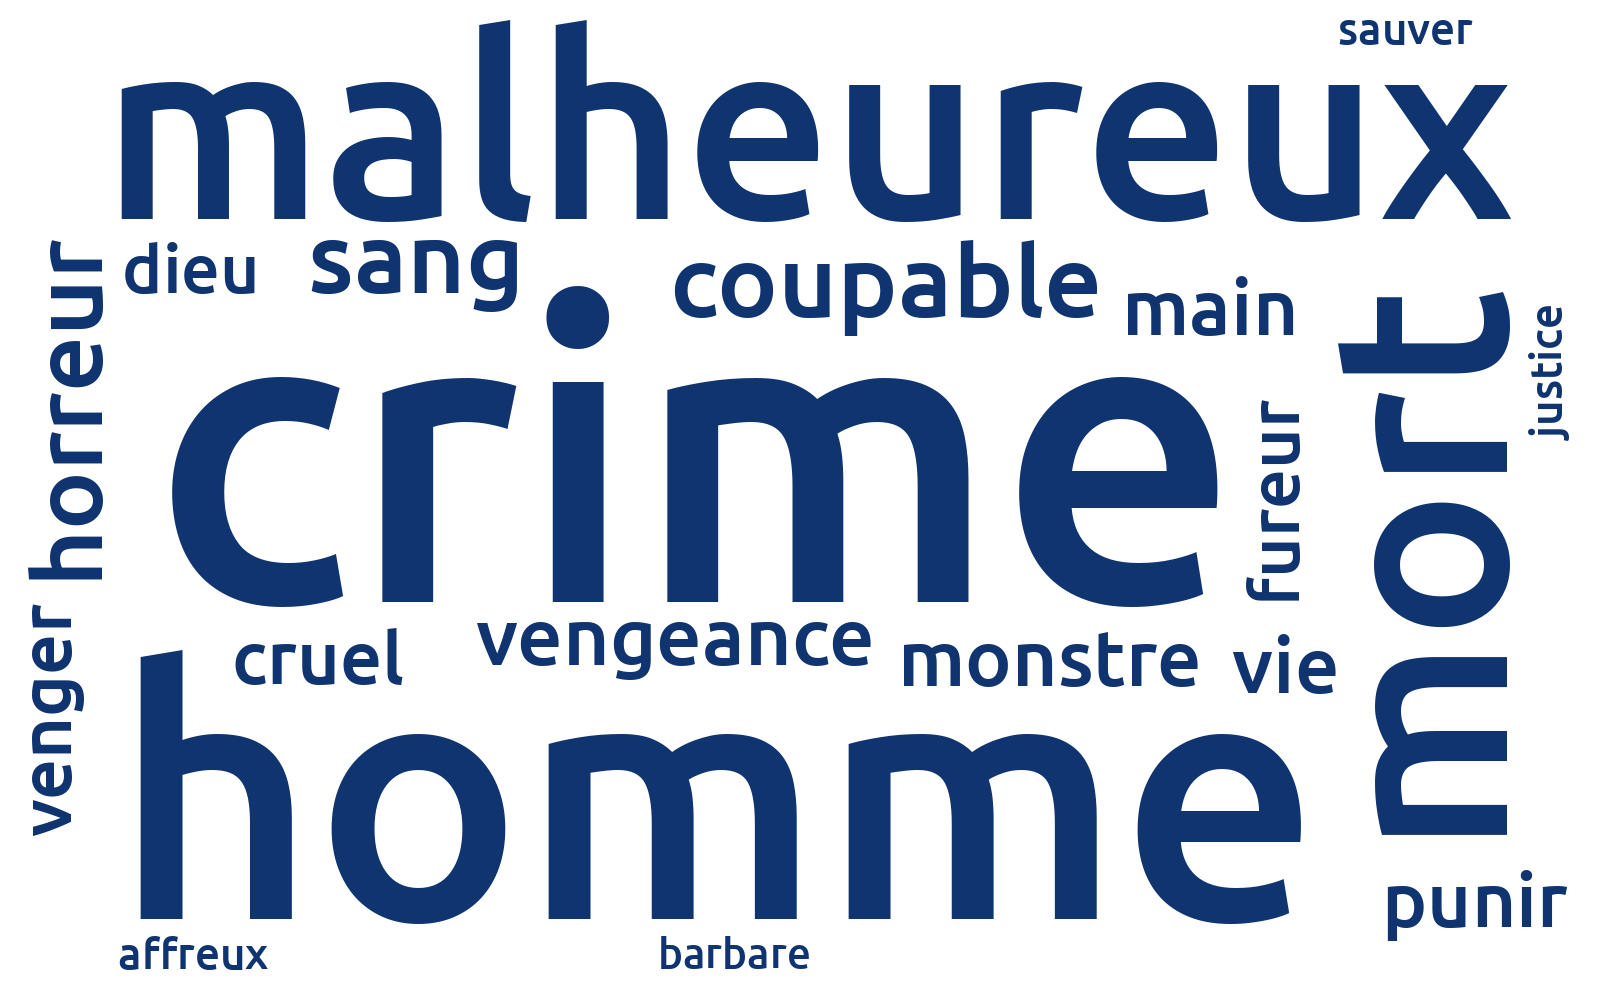 sauver
malheureux
dieu
sang
coupable
main
horreur
crime
mort
justice
fureur
venger
cruel
vengeance
monstre
vie
homme
punir
affreux
barbare